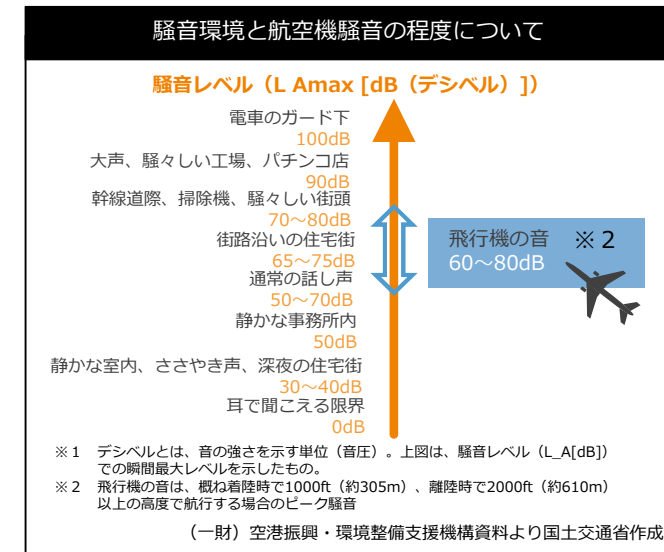 騒音環境と航空機騒音の程度について
騒音レベル（L Amax [dB（デシベル）]）
電車のガード下
100dB
大声、騒々しい工場、パチンコ店
90dB
幹線道際、掃除機、騒々しい街頭
70～80dB
街路沿いの住宅街
65～75dB
通常の話し声
50～70dB
静かな事務所内
50dB
静かな室内、ささやき声、深夜の住宅街
30～40dB
耳で聞こえる限界
0dB
飛行機の音 ※２
60～80dB
※１ デシベルとは、音の強さを示す単位（音圧）。上図は、騒音レベル（L_A[dB]）
での瞬間最大レベルを示したもの。
※２ 飛行機の音は、概ね着陸時で1000ft（約305m）、離陸時で2000ft（約610m）
以上の高度で航行する場合のピーク騒音
（一財）空港振興・環境整備支援機構資料より国土交通省作成